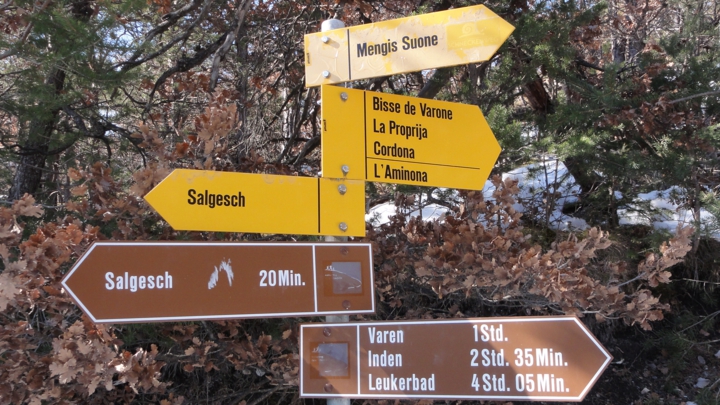 Mengis Suone
Bisse de Varone
La Proprija
Cordona
L'Aminona
Salgesch
Salgesch 20Min.
Varen 1Std.
Inden 2Std. 35Min.
Leukerbad 4Std. 05Min.